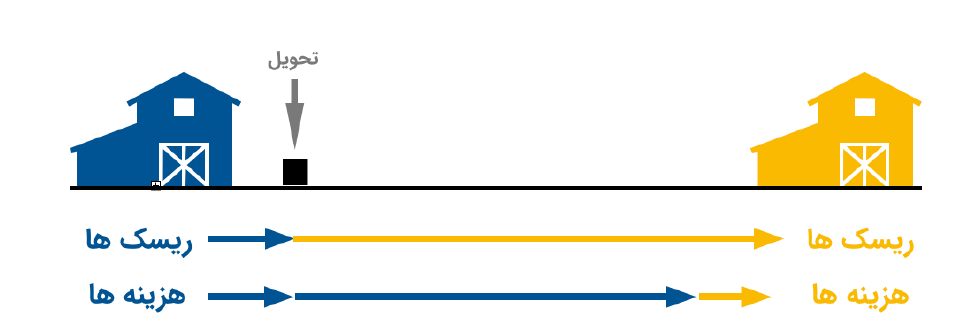 تحویل
ریسک ها
ریسک ها
هزینه ها
هزینه ها